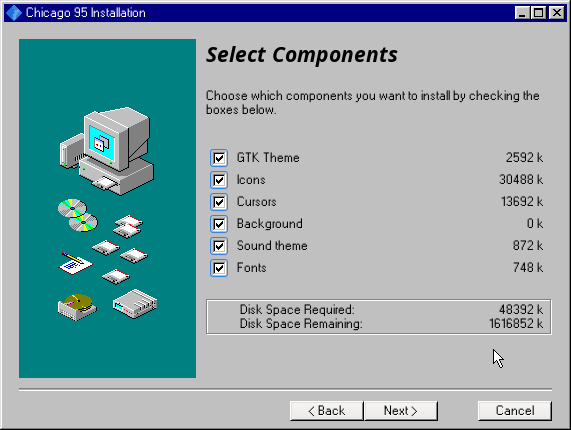 Chicago 95 Installation
Select Components
Choose which components you want to install by checking the
boxes below.
GTK Theme 2592 k
Icons 30488 k
Cursors 13692 k
Background 0 k
Sound theme 872 k
Fonts 748 k
Disk Space Required: 48392 k
Disk Space Remaining: 1616852 k
< Back Next > Cancel